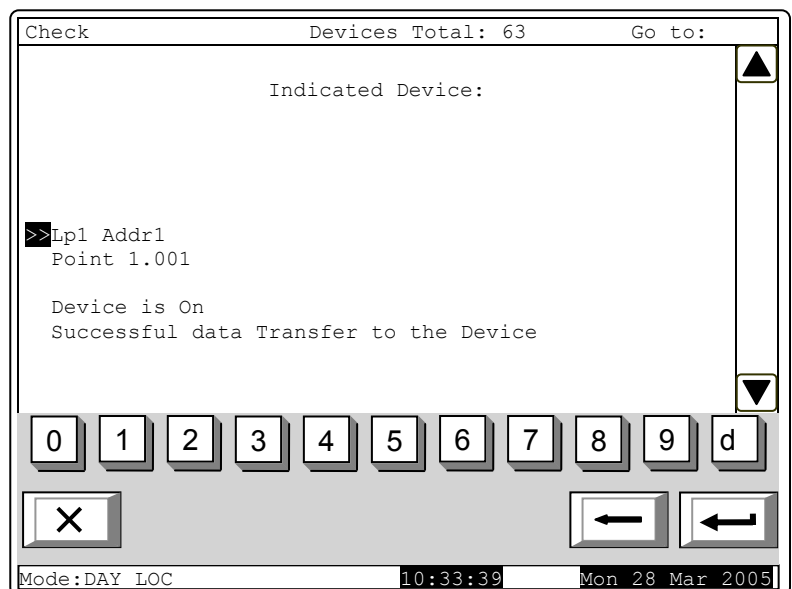 Check Devices Total: 63 Go to:
Indicated Device:
>>Lp1 Addr1
Point 1.001
Device is On
Successful data Transfer to the Device
0 1 2 3 4 5 6 7 8 9 d
Mode:DAY LOC 10:33:39 Mon 28 Mar 2005